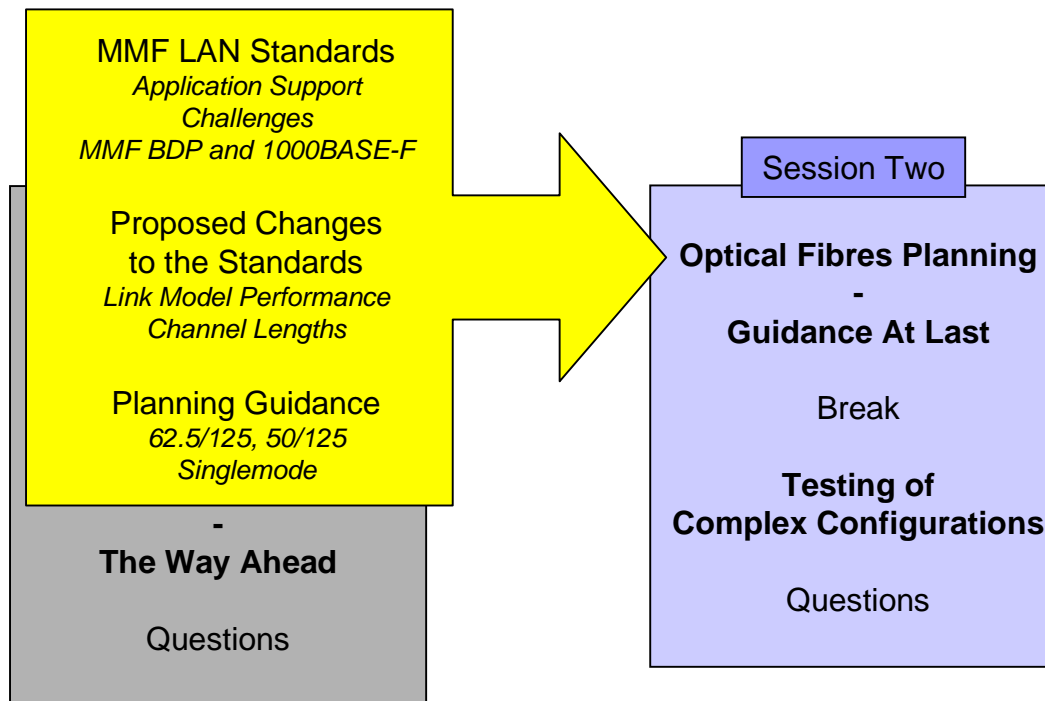 MMF LAN Standards
Application Support
Challenges
MMF BDP and 1000BASE-F
Proposed Changes
to the Standards
Link Model Performance
Channel Lengths
Planning Guidance
62.5/125, 50/125
Singlemode
-
The Way Ahead
Questions
Session Two
Optical Fibres Planning
-
Guidance At Last
Break
Testing of
Complex Configurations
Questions